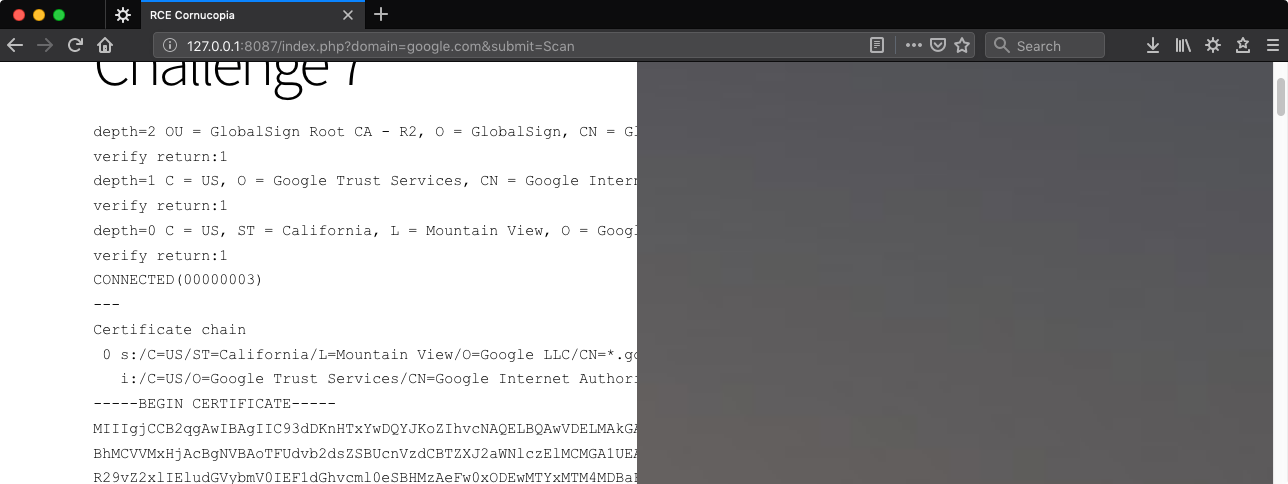 RCE Cornucopia
127.0.0.1:8087/index.php?domain=google.com&submit=Scan
Search
Challenge 7
depth=2 OU = GlobalSign Root CA - R2, O = GlobalSign, CN = Gl
verify return:1
depth=1 C = US, O = Google Trust Services, CN = Google Intern
verify return:1
depth=0 C = US, ST = California, L = Mountain View, O = Googl
verify return:1
CONNECTED(00000003)
---
Certificate chain
0 s:/C=US/ST=California/L=Mountain View/O=Google LLC/CN=*.go
i:/C=US/O=Google Trust Services/CN=Google Internet Authori
-----BEGIN CERTIFICATE-----
MIIIgjCCB2qgAwIBAgIIC93dDKnHTxYwDQYJKoZIhvcNAQELBQAwVDELMAkGA
BhMCVVMxHjAcBgNVBAoTFUdvb2dsZSBUcnVzdCBTZXJ2aWNlczElMCMGA1UEA
R29vZ2xlIEludGVybmV0IEF1dGhvcml0eSBHMzAeFw0xODEwMTYxMTM4MDBaF